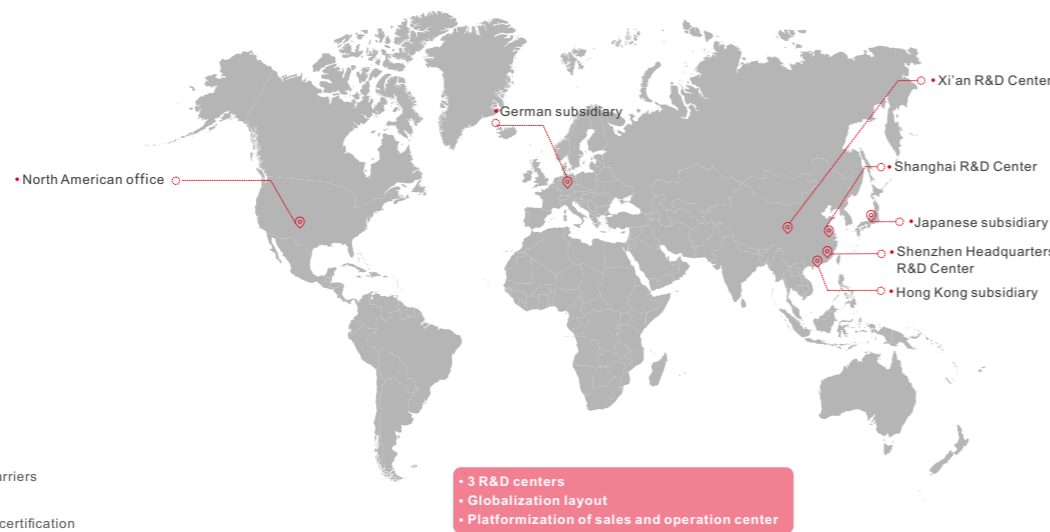 • Xi'an R&D Center
• German subsidiary
• Shanghai R&D Center
• North American office
• Japanese subsidiary
• Shenzhen Headquarters
R&D Center
• Hong Kong subsidiary
• 3 R&D centers
• Globalization layout
• Platformization of sales and operation center
certification